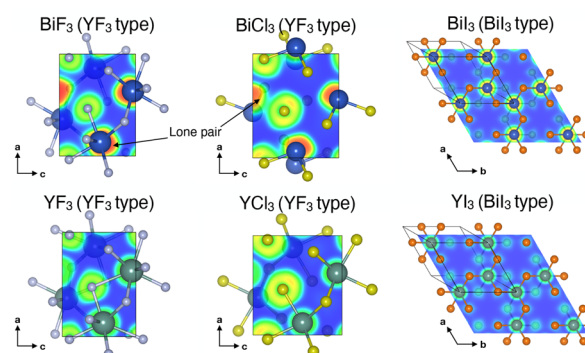 BiF₃ (YF₃ type)
BiCl₃ (YF₃ type)
BiI₃ (BiI₃ type)
Lone pair
a
c
a
c
a
b
YF₃ (YF₃ type)
YCl₃ (YF₃ type)
YI₃ (BiI₃ type)
a
c
a
c
a
b